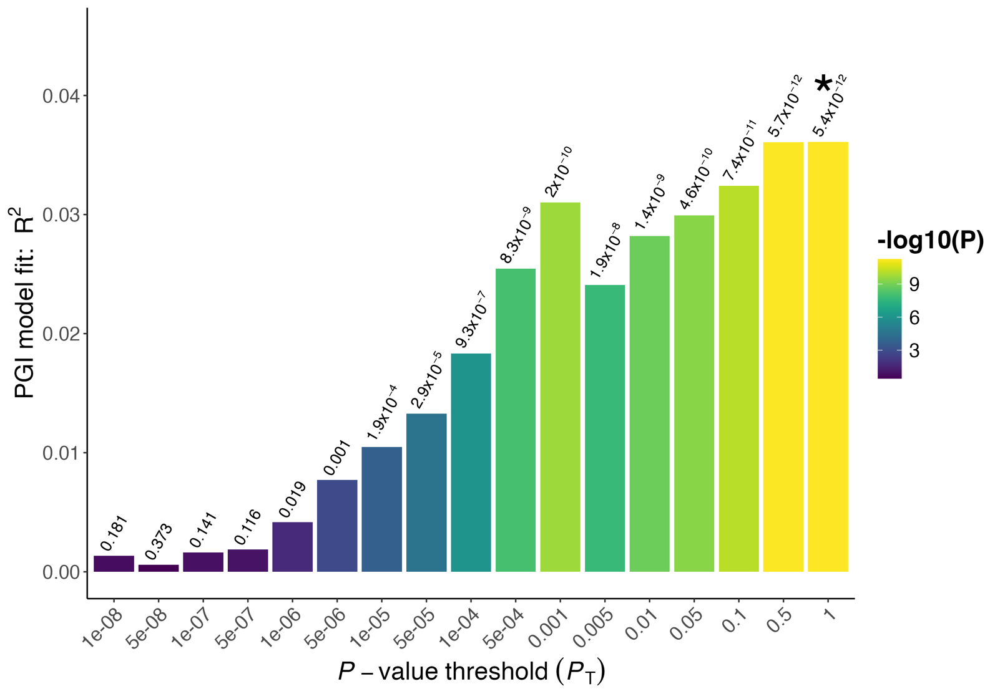 0.04
0.03
0.02
0.01
0.00
PGI model fit: R²
0.181
0.373
0.141
0.116
0.019
0.001
1.9x10⁻⁴
2.9x10⁻⁵
9.3x10⁻⁷
8.3x10⁻⁹
2x10⁻¹⁰
1.9x10⁻⁸
1.4x10⁻⁹
4.6x10⁻¹⁰
7.4x10⁻¹¹
5.7x10⁻¹²
*
5.4x10⁻¹²
1e-08
5e-08
1e-07
5e-07
1e-06
5e-06
1e-05
5e-05
1e-04
5e-04
0.001
0.005
0.01
0.05
0.1
0.5
1
P – value threshold (P_T)
-log10(P)
9
6
3